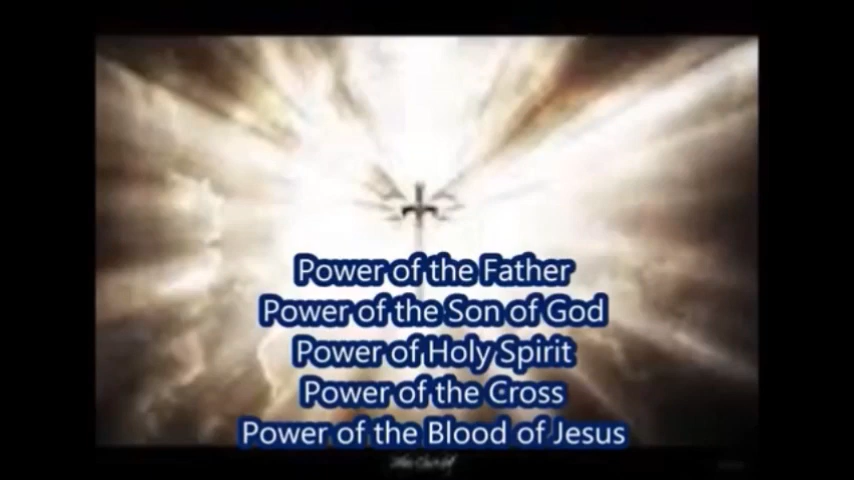 Power of the Father
Power of the Son of God
Power of Holy Spirit
Power of the Cross
Power of the Blood of Jesus